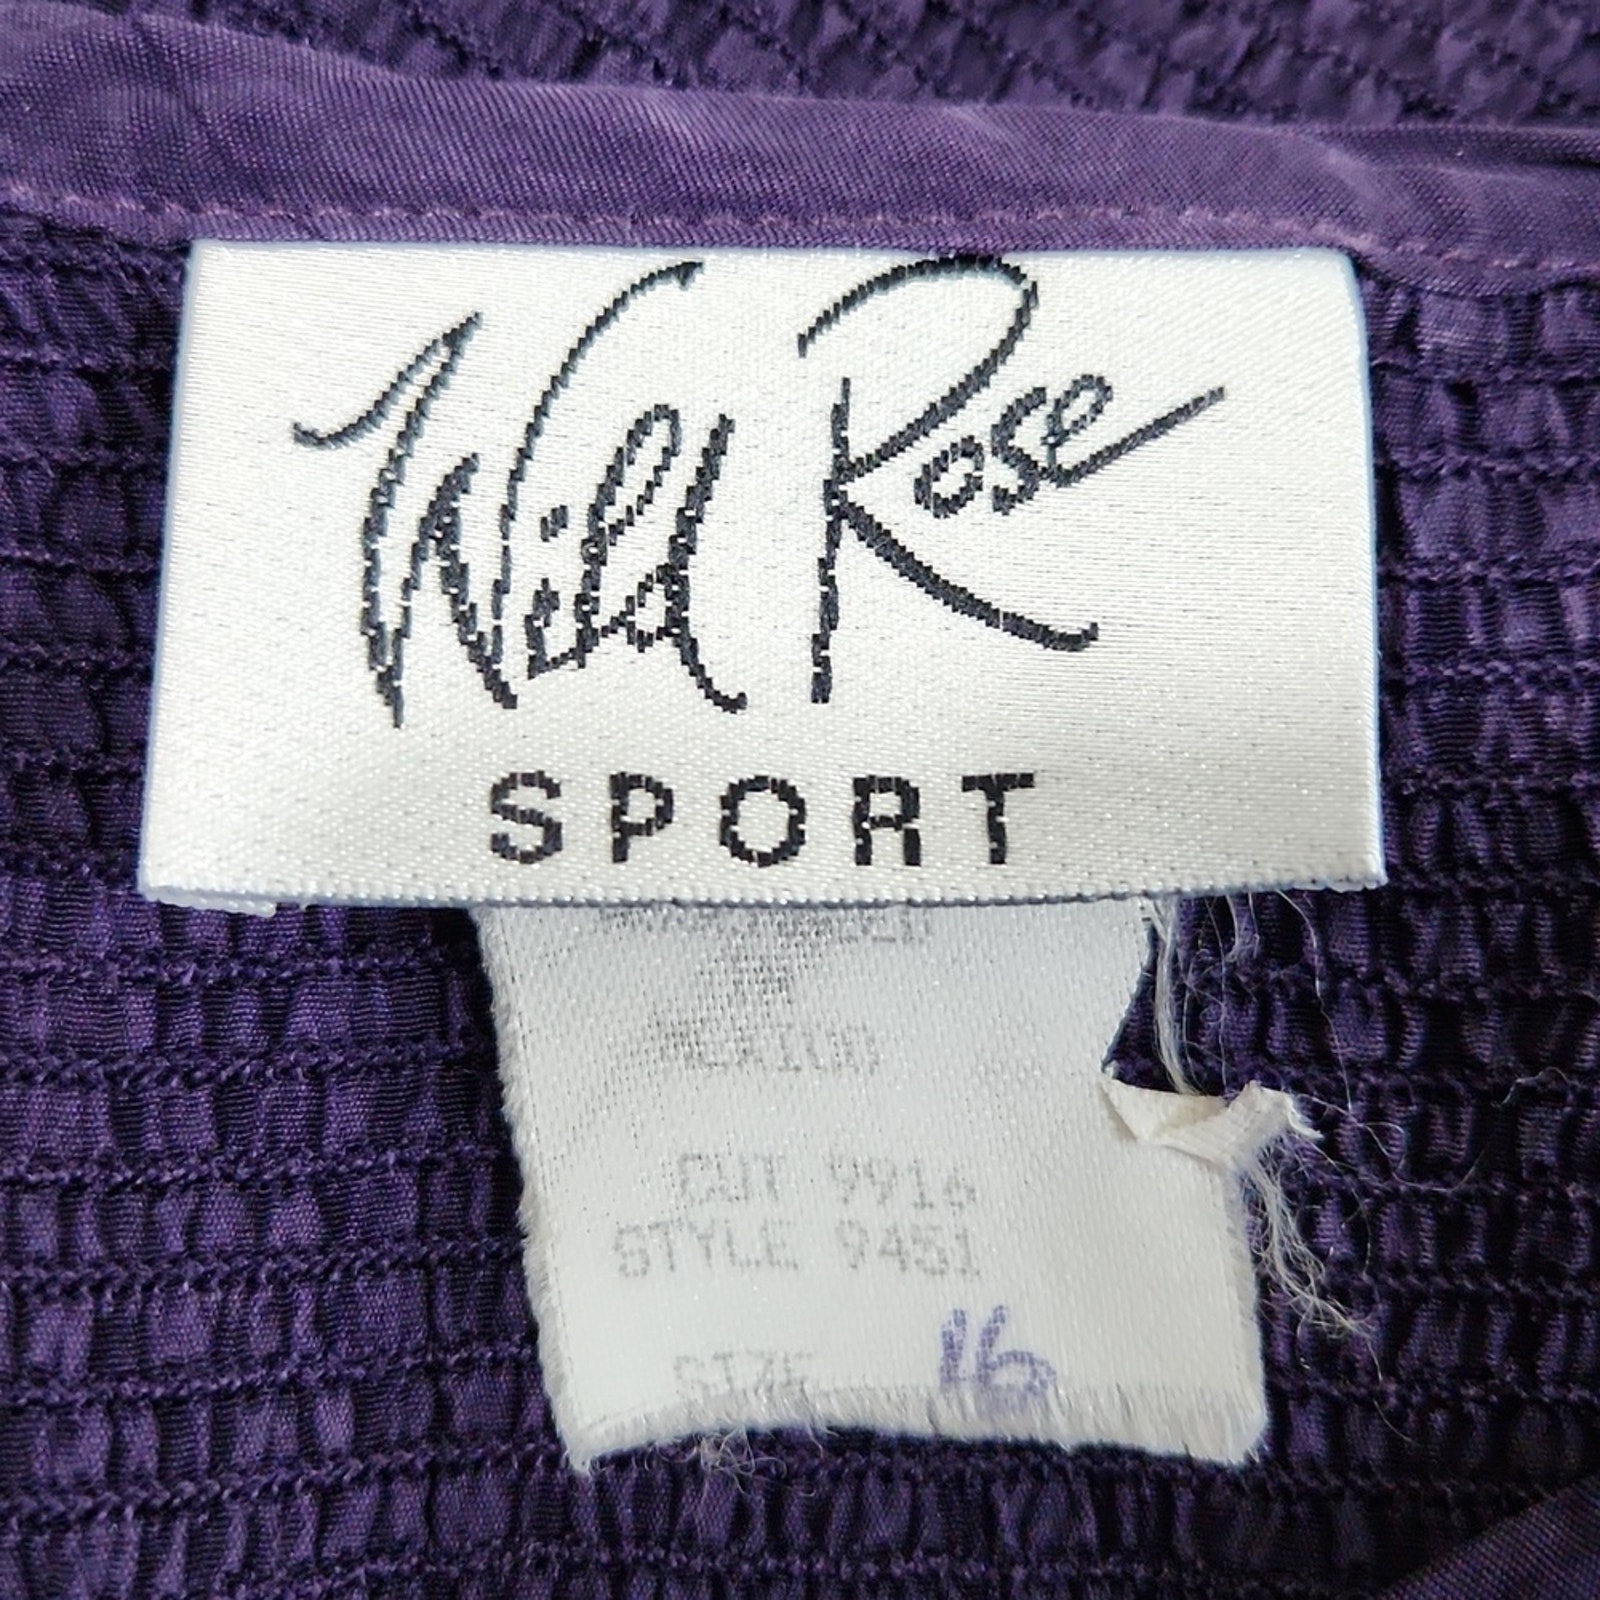 Wild Rose
SPORT
CUT 9916
STYLE 9451
SIZE 16